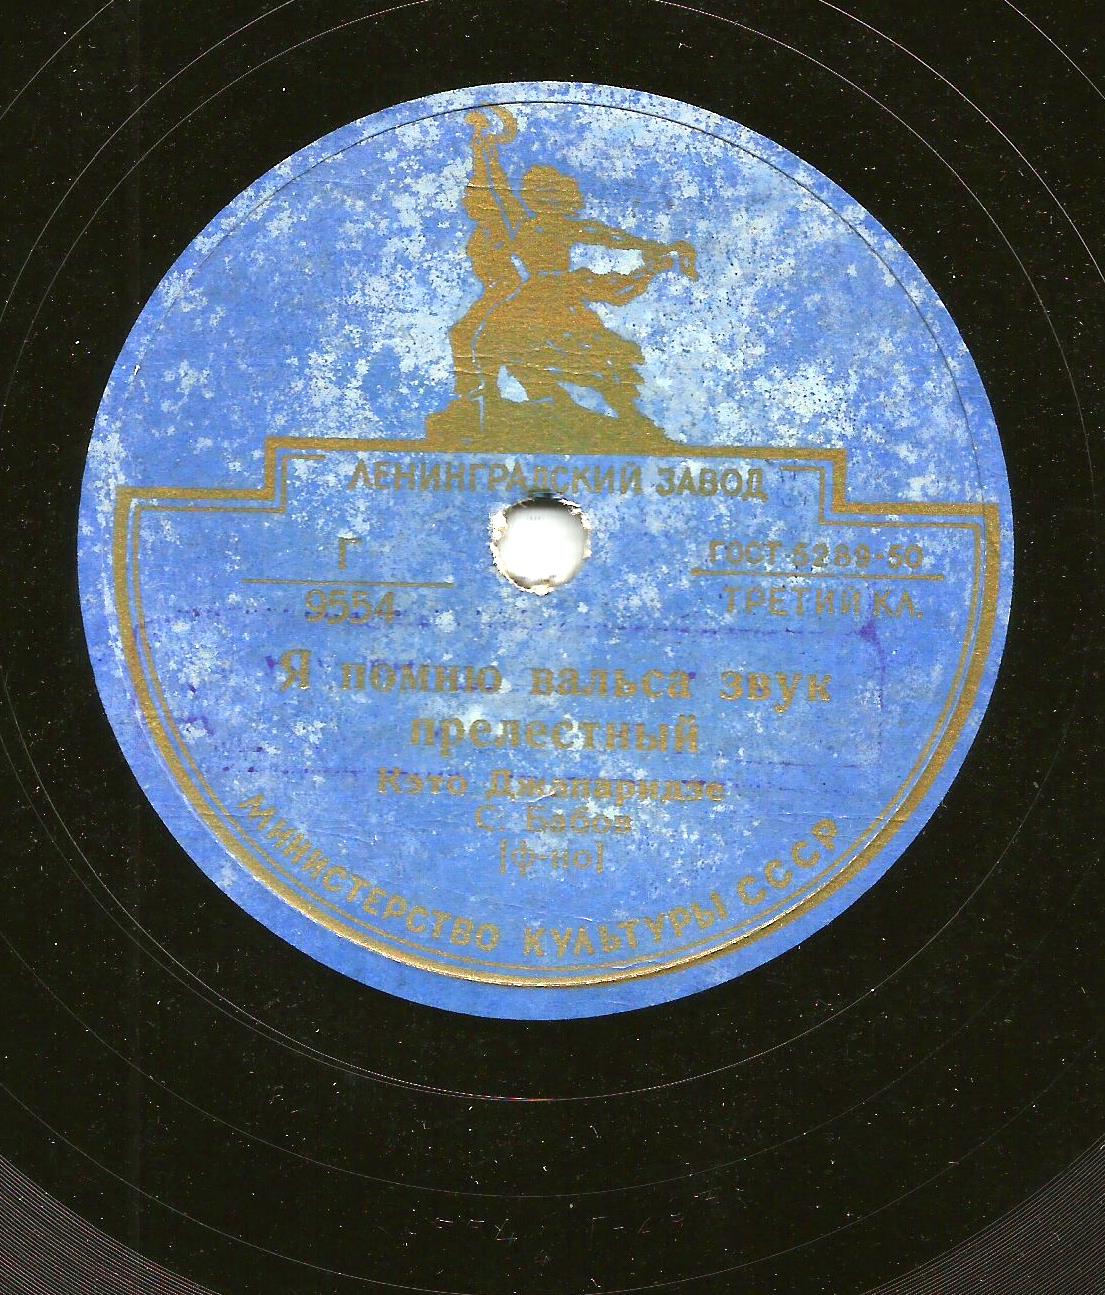 ЛЕНИНГРАДСКИЙ ЗАВОД
Г
9554
ГОСТ 5289-50
ТРЕТИЙ КЛ.
Я помню вальса звук
прелестный
Кэто Джапаридзе
С. Бабов
[ф-но]
МИНИСТЕРСТВО КУЛЬТУРЫ СССР